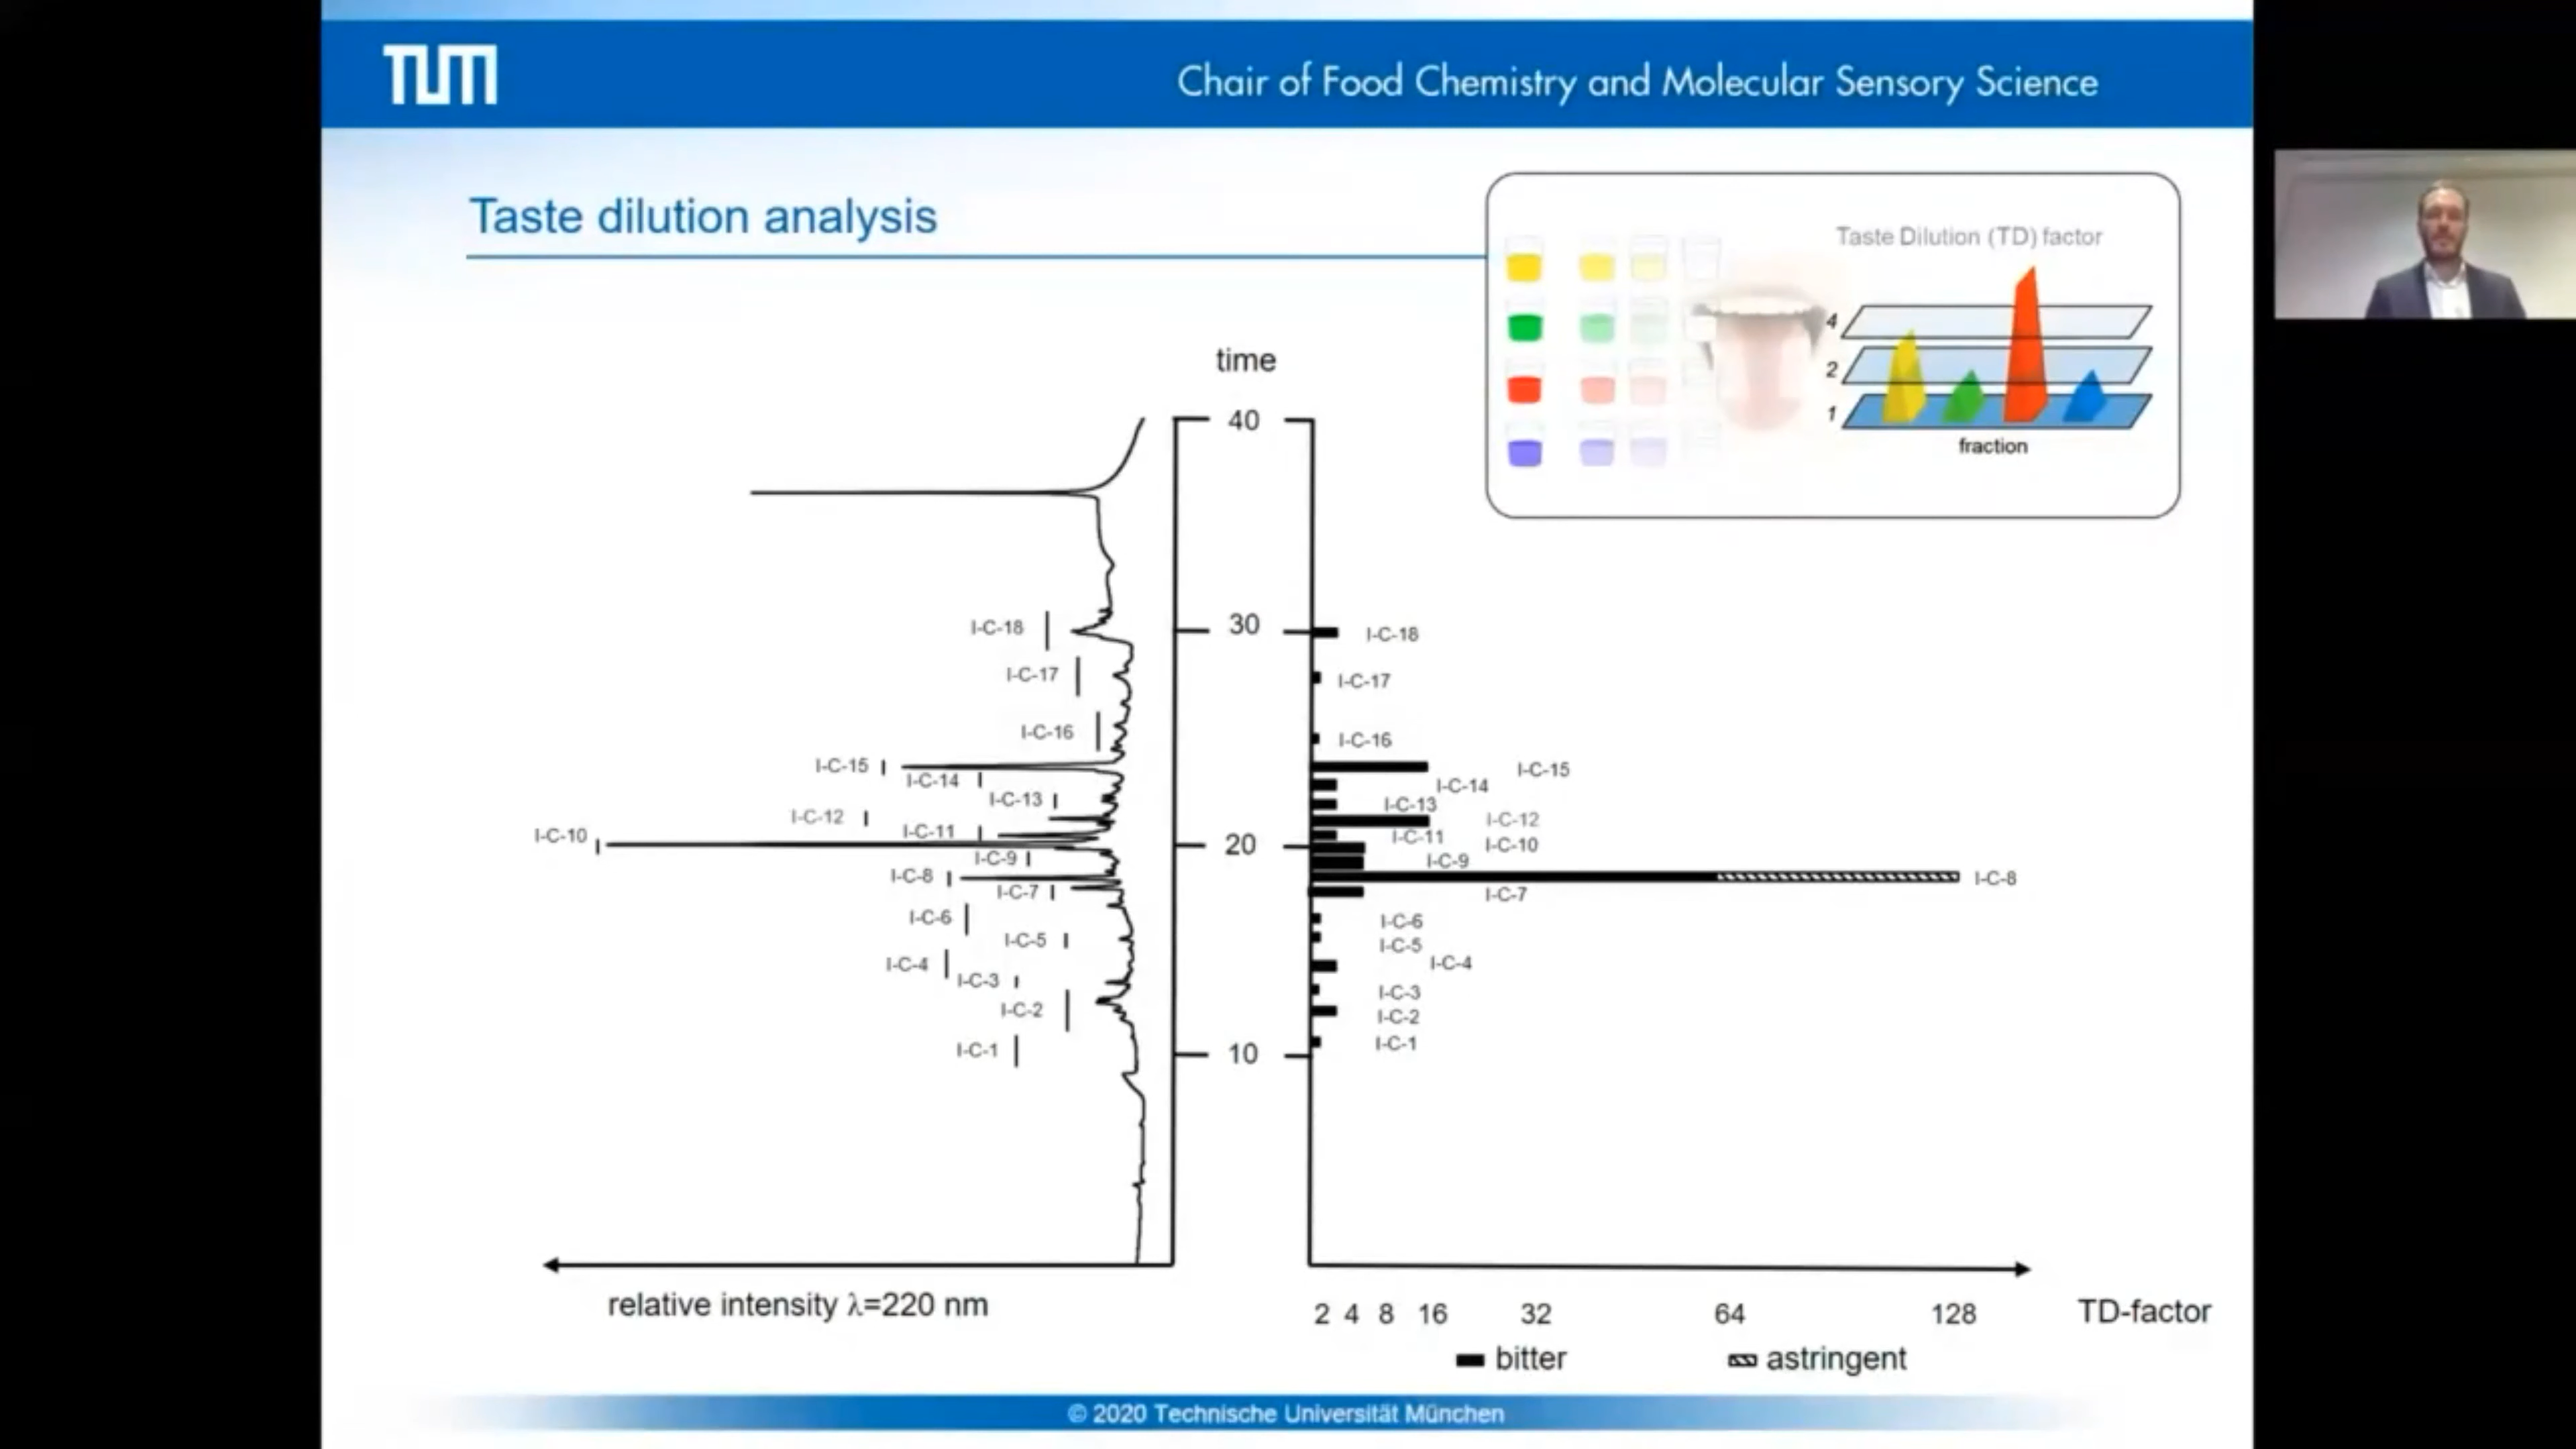 TUM
Chair of Food Chemistry and Molecular Sensory Science
Taste dilution analysis
Taste Dilution (TD) factor
4
2
1
fraction
time
40
30
20
10
I-C-18
I-C-17
I-C-16
I-C-15
I-C-14
I-C-13
I-C-12
I-C-11
I-C-10
I-C-9
I-C-8
I-C-7
I-C-6
I-C-5
I-C-4
I-C-3
I-C-2
I-C-1
I-C-18
I-C-17
I-C-16
I-C-15
I-C-14
I-C-13
I-C-12
I-C-11
I-C-10
I-C-9
I-C-8
I-C-7
I-C-6
I-C-5
I-C-4
I-C-3
I-C-2
I-C-1
relative intensity λ=220 nm
2 4 8 16 32 64 128 TD-factor
bitter astringent
© 2020 Technische Universität München